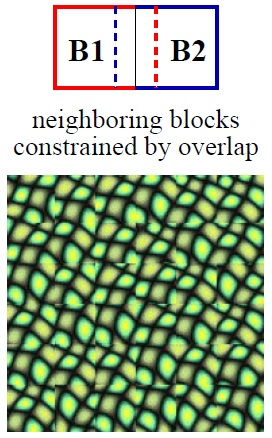 B1 B2
neighboring blocks
constrained by overlap